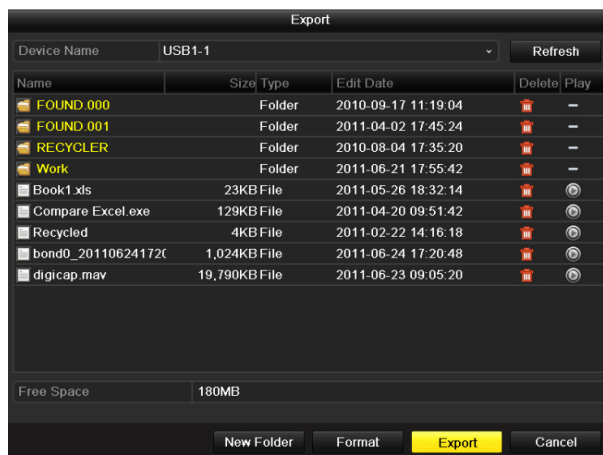 Export
Device Name USB1-1 Refresh
Name Size Type Edit Date Delete Play
FOUND.000 Folder 2010-09-17 11:19:04 –
FOUND.001 Folder 2011-04-02 17:45:24 –
RECYCLER Folder 2010-08-04 17:35:20 –
Work Folder 2011-06-21 17:55:42 –
Book1.xls 23KB File 2011-05-26 18:32:14
Compare Excel.exe 129KB File 2011-04-20 09:51:42
Recycled 4KB File 2011-02-22 14:16:18
bond0_20110624172( 1,024KB File 2011-06-24 17:20:48
digicap.mav 19,790KB File 2011-06-23 09:05:20
Free Space 180MB
New Folder Format Export Cancel